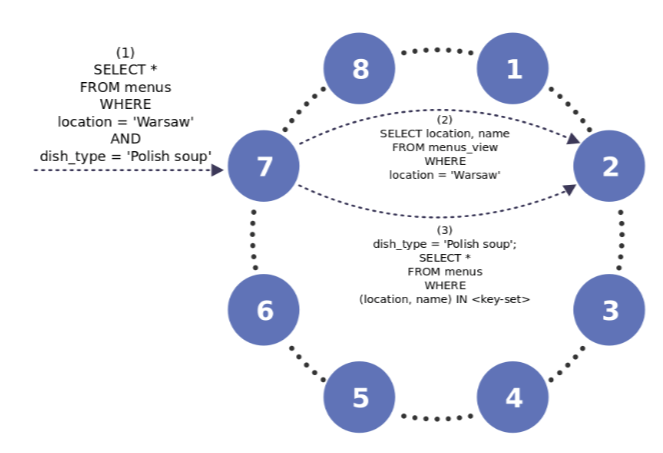 (1)
SELECT *
FROM menus
WHERE
location = 'Warsaw'
AND
dish_type = 'Polish soup'
8
1
(2)
SELECT location, name
FROM menus_view
WHERE
location = 'Warsaw'
7
2
(3)
dish_type = 'Polish soup';
SELECT *
FROM menus
WHERE
(location, name) IN <key-set>
6
3
5
4